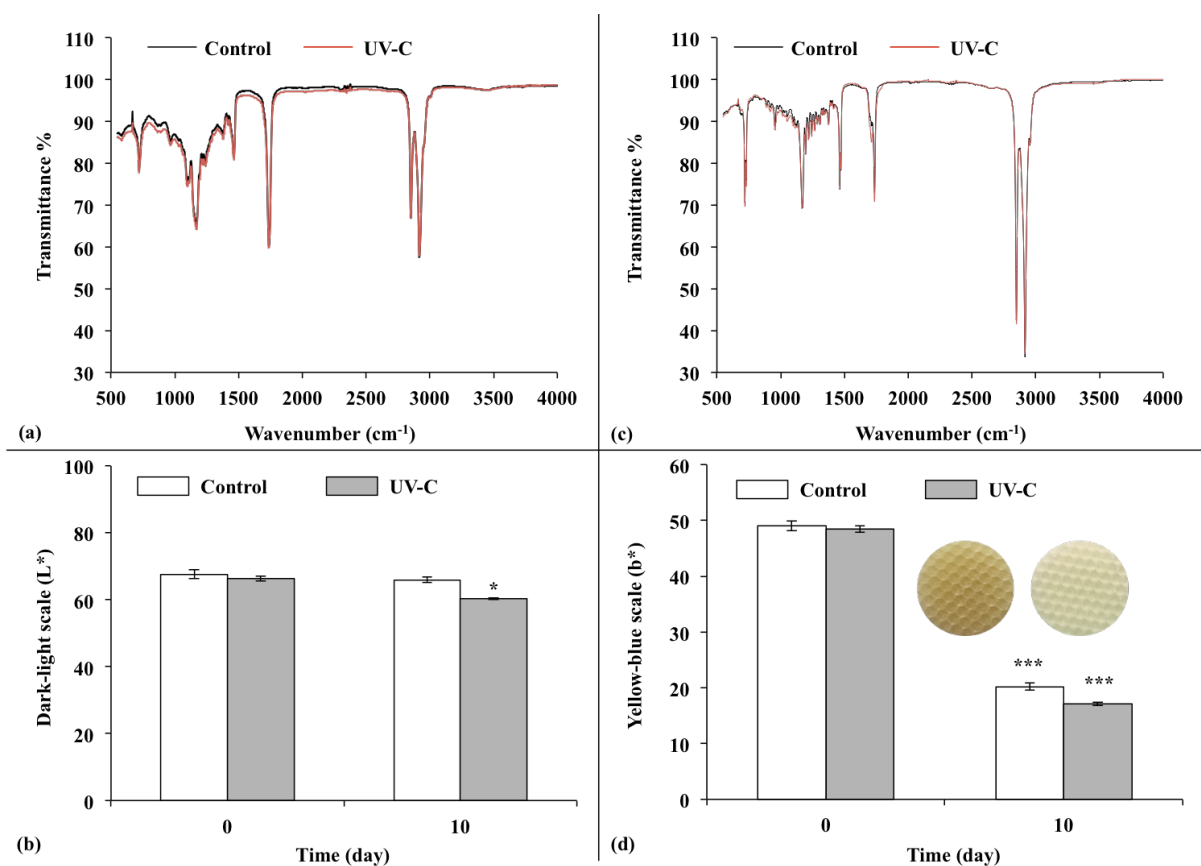 110
100
90
80
70
60
50
40
30
Transmittance %
Control
UV-C
500 1000 1500 2000 2500 3000 3500 4000
Wavenumber (cm-1)
(a)
110
100
90
80
70
60
50
40
30
Transmittance %
Control
UV-C
500 1000 1500 2000 2500 3000 3500 4000
Wavenumber (cm-1)
(c)
100
80
60
40
20
0
Dark-light scale (L*)
Control
UV-C
*
0 10
Time (day)
(b)
60
50
40
30
20
10
0
Yellow-blue scale (b*)
Control
UV-C
***
***
0 10
Time (day)
(d)